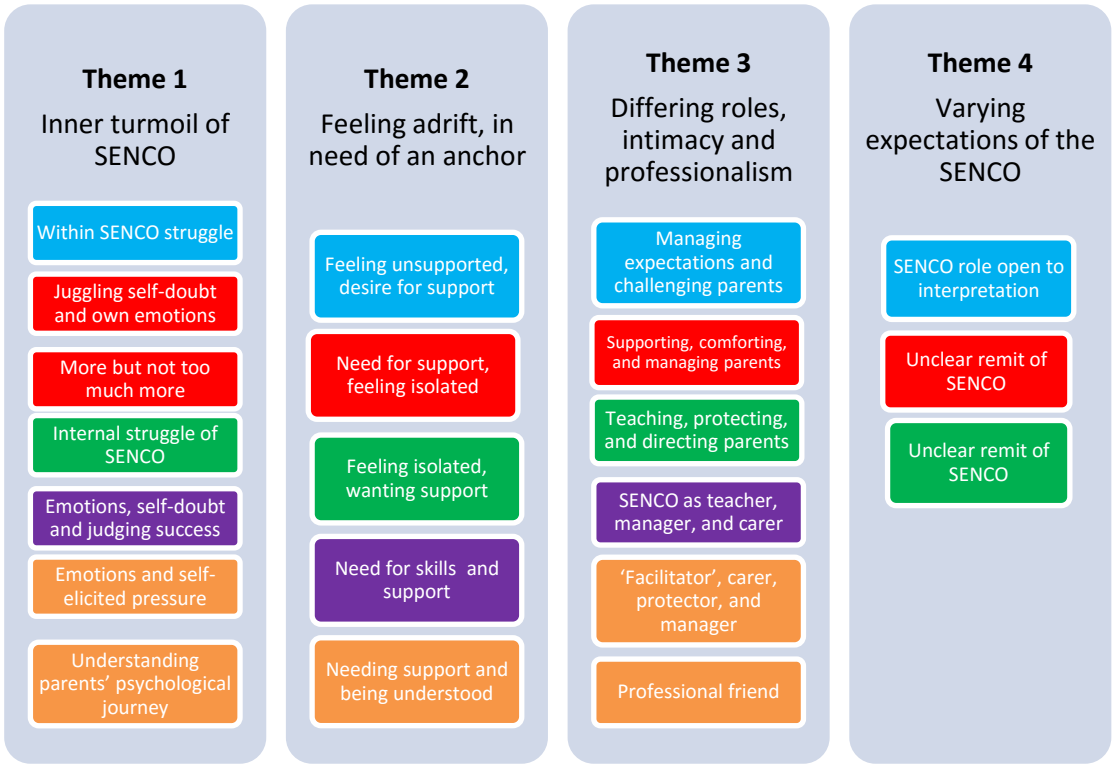 Theme 1
Inner turmoil of
SENCO
Within SENCO struggle
Juggling self-doubt
and own emotions
More but not too
much more
Internal struggle of
SENCO
Emotions, self-doubt
and judging success
Emotions and self-
elicited pressure
Understanding
parents’ psychological
journey
Theme 2
Feeling adrift, in
need of an anchor
Feeling unsupported,
desire for support
Need for support,
feeling isolated
Feeling isolated,
wanting support
Need for skills and
support
Needing support and
being understood
Theme 3
Differing roles,
intimacy and
professionalism
Managing
expectations and
challenging parents
Supporting, comforting,
and managing parents
Teaching, protecting,
and directing parents
SENCO as teacher,
manager, and carer
‘Facilitator’, carer,
protector, and
manager
Professional friend
Theme 4
Varying
expectations of the
SENCO
SENCO role open to
interpretation
Unclear remit of
SENCO
Unclear remit of
SENCO